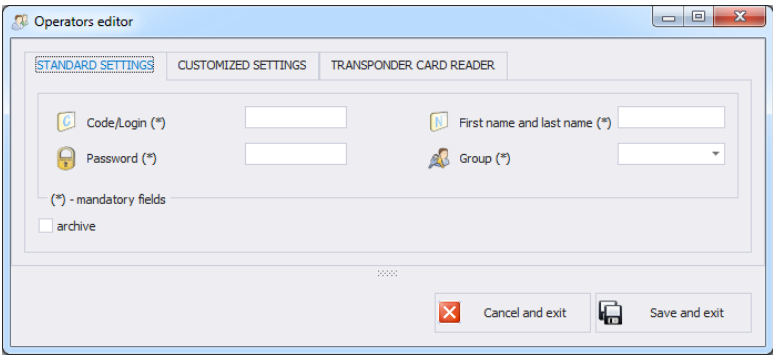 Operators editor
STANDARD SETTINGS CUSTOMIZED SETTINGS TRANSPONDER CARD READER
C Code/Login (*) N First name and last name (*)
Password (*) Group (*)
(*) - mandatory fields
archive
Cancel and exit Save and exit